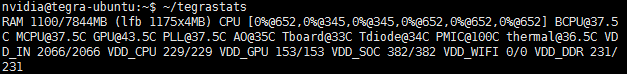 nvidia@tegra-ubuntu:~$ ~/tegrastats
RAM 1100/7844MB (lfb 1175x4MB) CPU [0%@652,0%@345,0%@345,0%@652,0%@652,0%@652] BCPU@37.5
C MCPU@37.5C GPU@43.5C PLL@37.5C AO@35C Tboard@33C Tdiode@34C PMIC@100C thermal@36.5C VD
D_IN 2066/2066 VDD_CPU 229/229 VDD_GPU 153/153 VDD_SOC 382/382 VDD_WIFI 0/0 VDD_DDR 231/
231